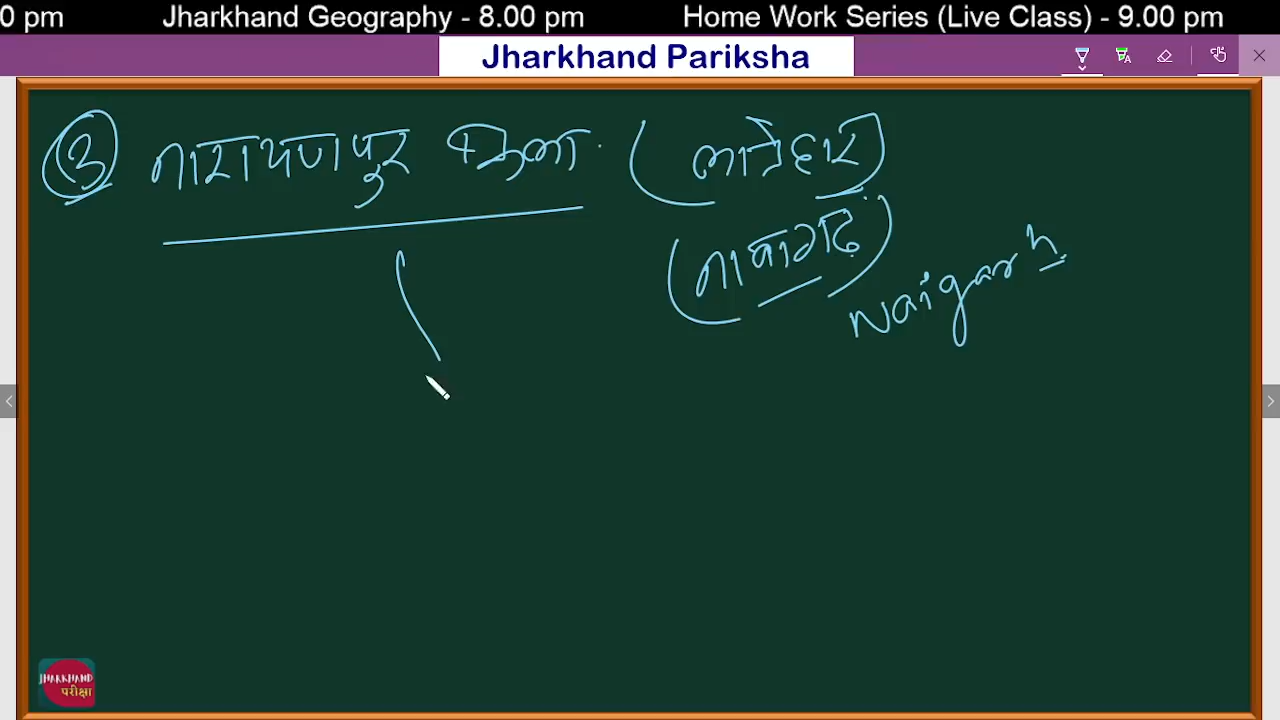 0 pm Jharkhand Geography - 8.00 pm Home Work Series (Live Class) - 9.00 pm
Jharkhand Pariksha
③ नारायणपुर किला (लातेहार)
(नावागढ़)
Naigarh
JHARKHAND
परीक्षा